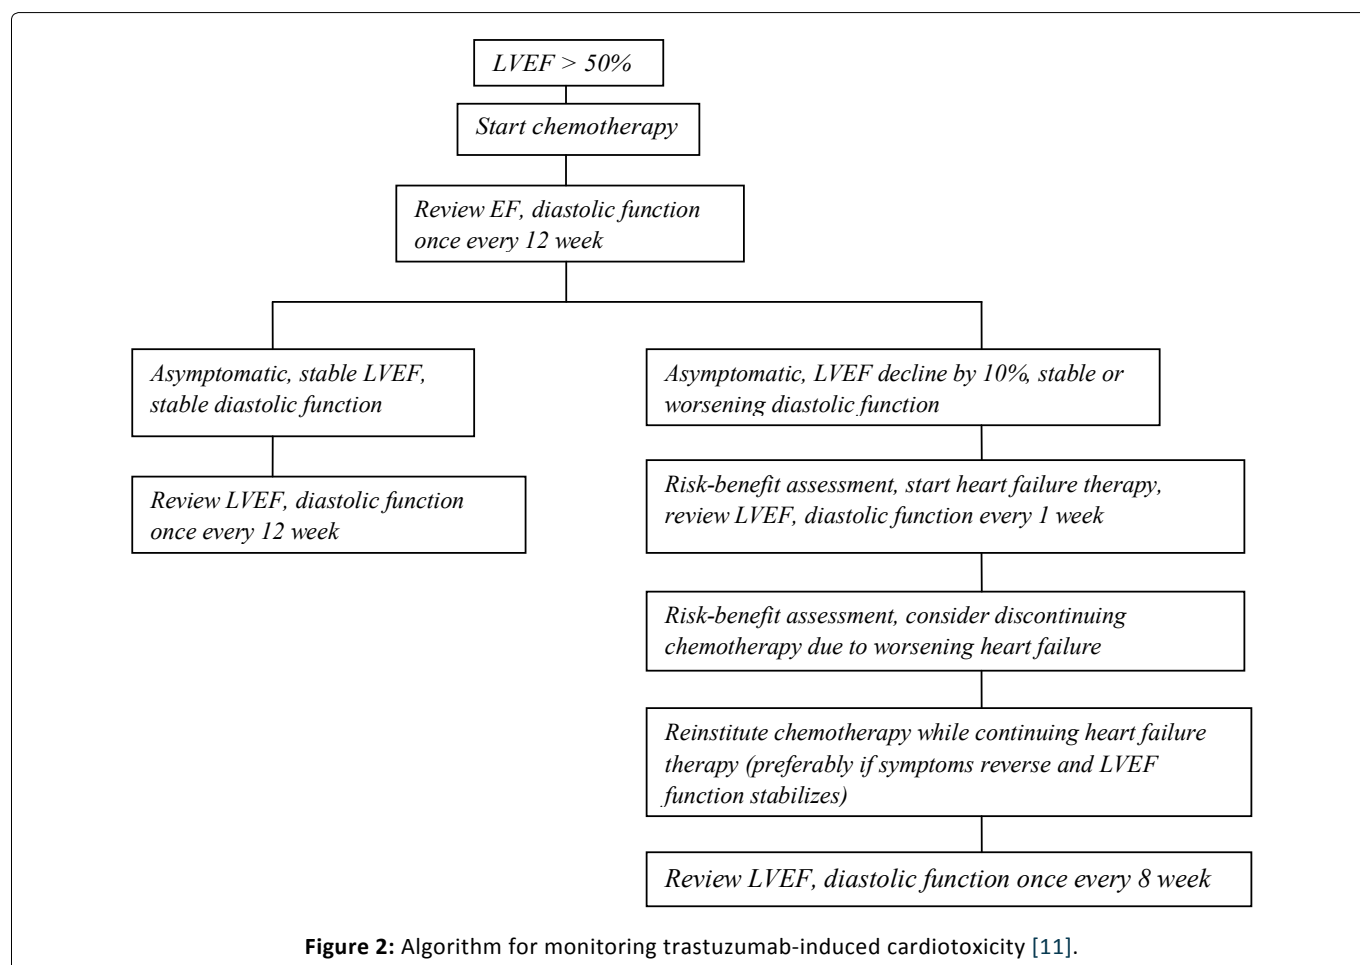 LVEF > 50%
Start chemotherapy
Review EF, diastolic function
once every 12 week
Asymptomatic, stable LVEF,
stable diastolic function
Review LVEF, diastolic function
once every 12 week
Asymptomatic, LVEF decline by 10%, stable or
worsening diastolic function
Risk-benefit assessment, start heart failure therapy,
review LVEF, diastolic function every 1 week
Risk-benefit assessment, consider discontinuing
chemotherapy due to worsening heart failure
Reinstitute chemotherapy while continuing heart failure
therapy (preferably if symptoms reverse and LVEF
function stabilizes)
Review LVEF, diastolic function once every 8 week
Figure 2: Algorithm for monitoring trastuzumab-induced cardiotoxicity [11].